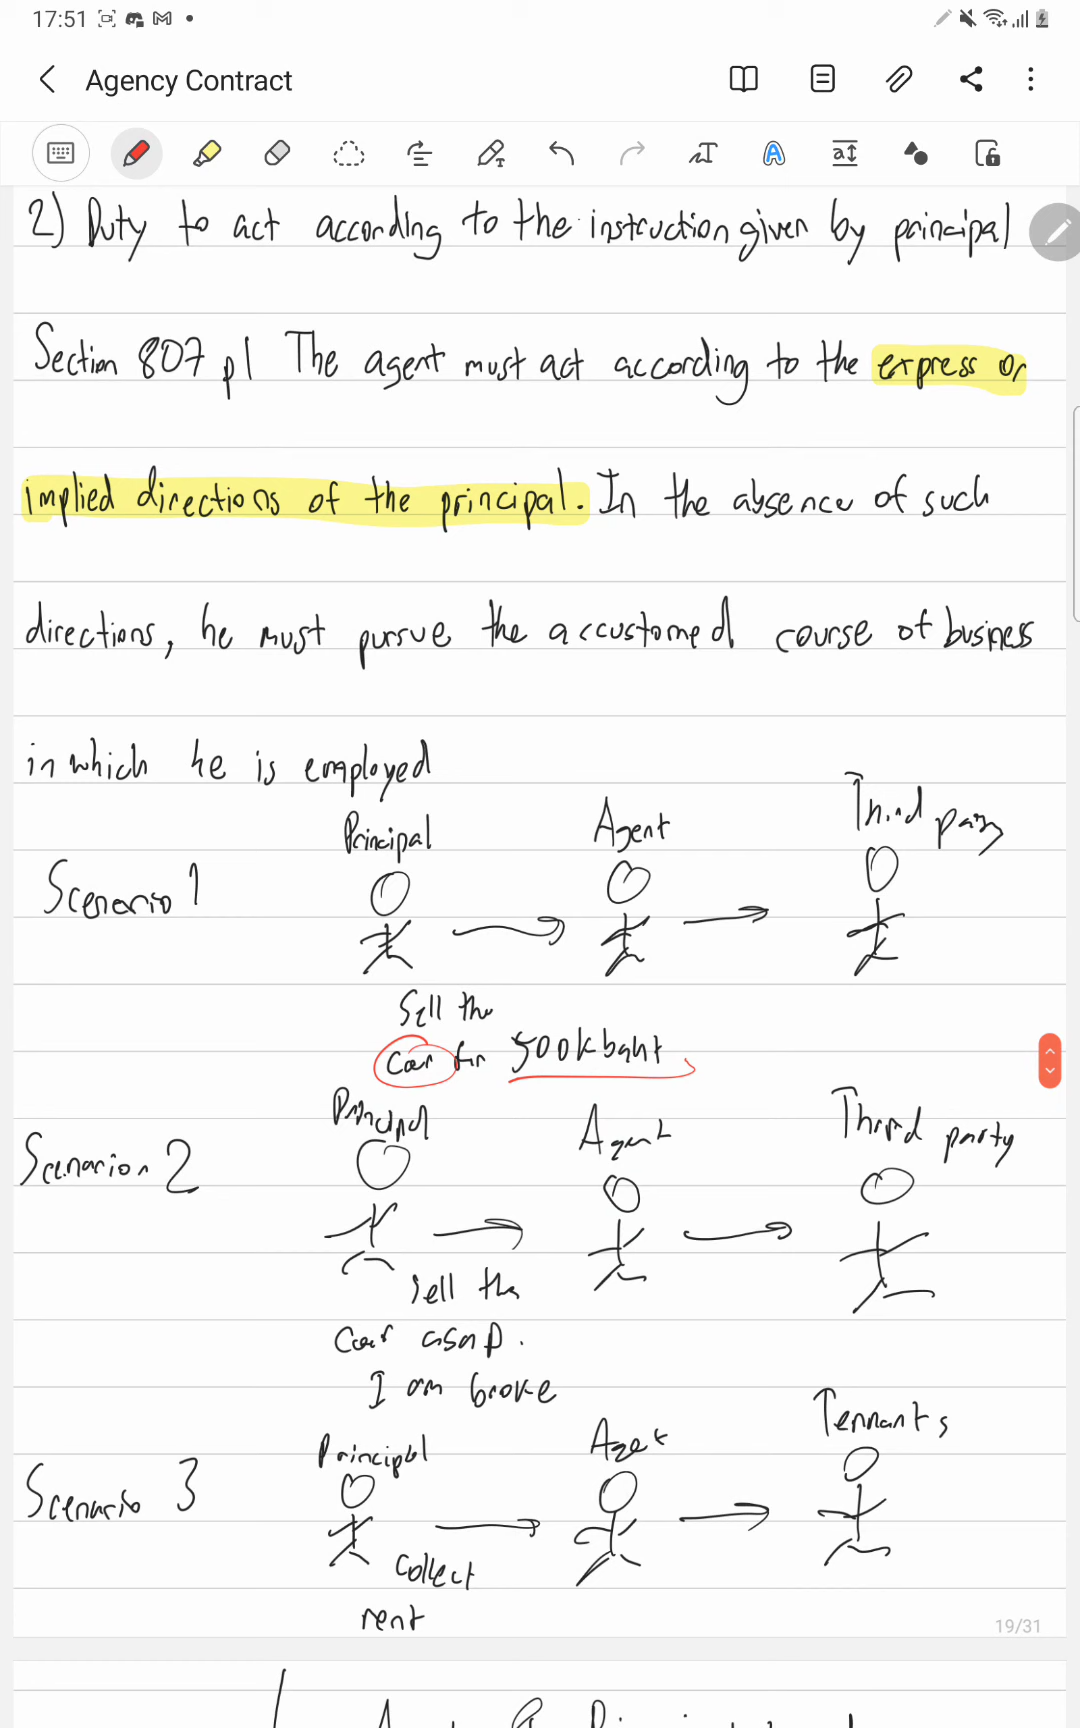 17:51
Agency Contract
2) Duty to act according to the instruction given by principal
Section 807 p1 The agent must act according to the express or
implied directions of the principal. In the absence of such
directions, he must pursue the accustomed course of business
in which he is employed
Principal Agent Third party
Scenario 1
Sell the
Car for 500k baht
Principal Agent Third party
Scenarion 2
Sell the
Car asap.
I am broke
Principal Aget Tennants
Scenario 3
Collect
rent
19/31